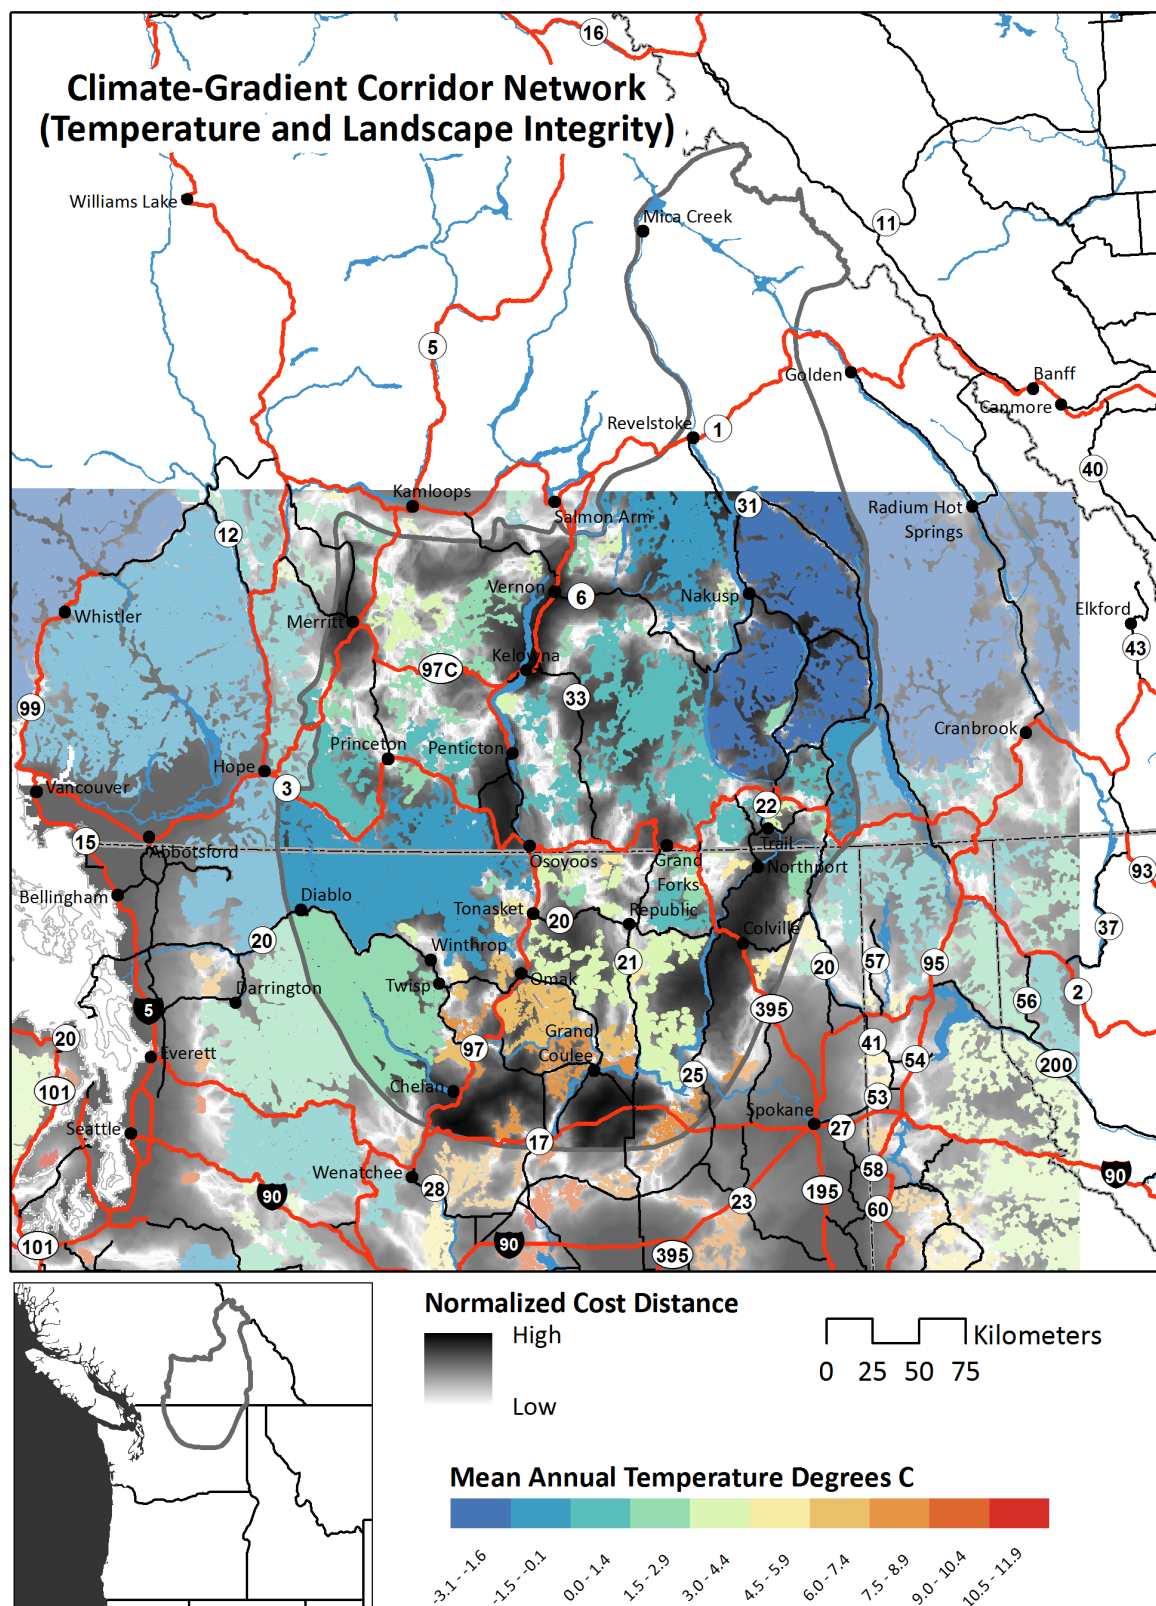 16
Climate-Gradient Corridor Network
(Temperature and Landscape Integrity)
Williams Lake
Mica Creek
11
5
Golden
Banff
Canmore
Revelstoke
1
40
Kamloops
Salmon Arm
31
Radium Hot
Springs
12
Vernon
6
Nakusp
Whistler
Merritt
Elkford
43
Kelowna
97C
33
99
Princeton
Penticton
Cranbrook
Hope
3
Vancouver
22
15
Abbotsford
Osoyoos
Grand
Forks
Trail
Northport
93
Bellingham
Diablo
Tonasket
20
Republic
37
20
Winthrop
Colville
21
20
57
95
Twisp
Omak
Darrington
56
2
5
395
Grand
Coulee
20
Everett
97
41
54
200
101
Chelan
25
53
Seattle
Spokane
27
17
Wenatchee
28
58
90
90
23
195
60
101
90
395
Normalized Cost Distance
High
Low
Kilometers
0 25 50 75
Mean Annual Temperature Degrees C
-3.1 - -1.6
-1.5 - -0.1
0.0 - 1.4
1.5 - 2.9
3.0 - 4.4
4.5 - 5.9
6.0 - 7.4
7.5 - 8.9
9.0 - 10.4
10.5 - 11.9